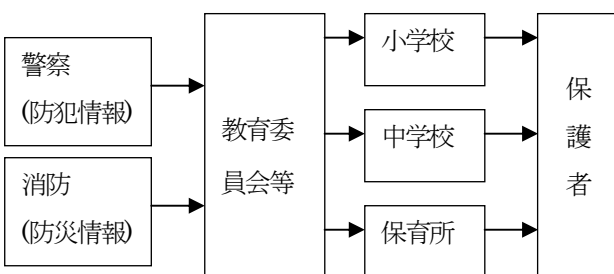 警察
(防犯情報)
消防
(防災情報)
教育委
員会等
小学校
中学校
保育所
保
護
者